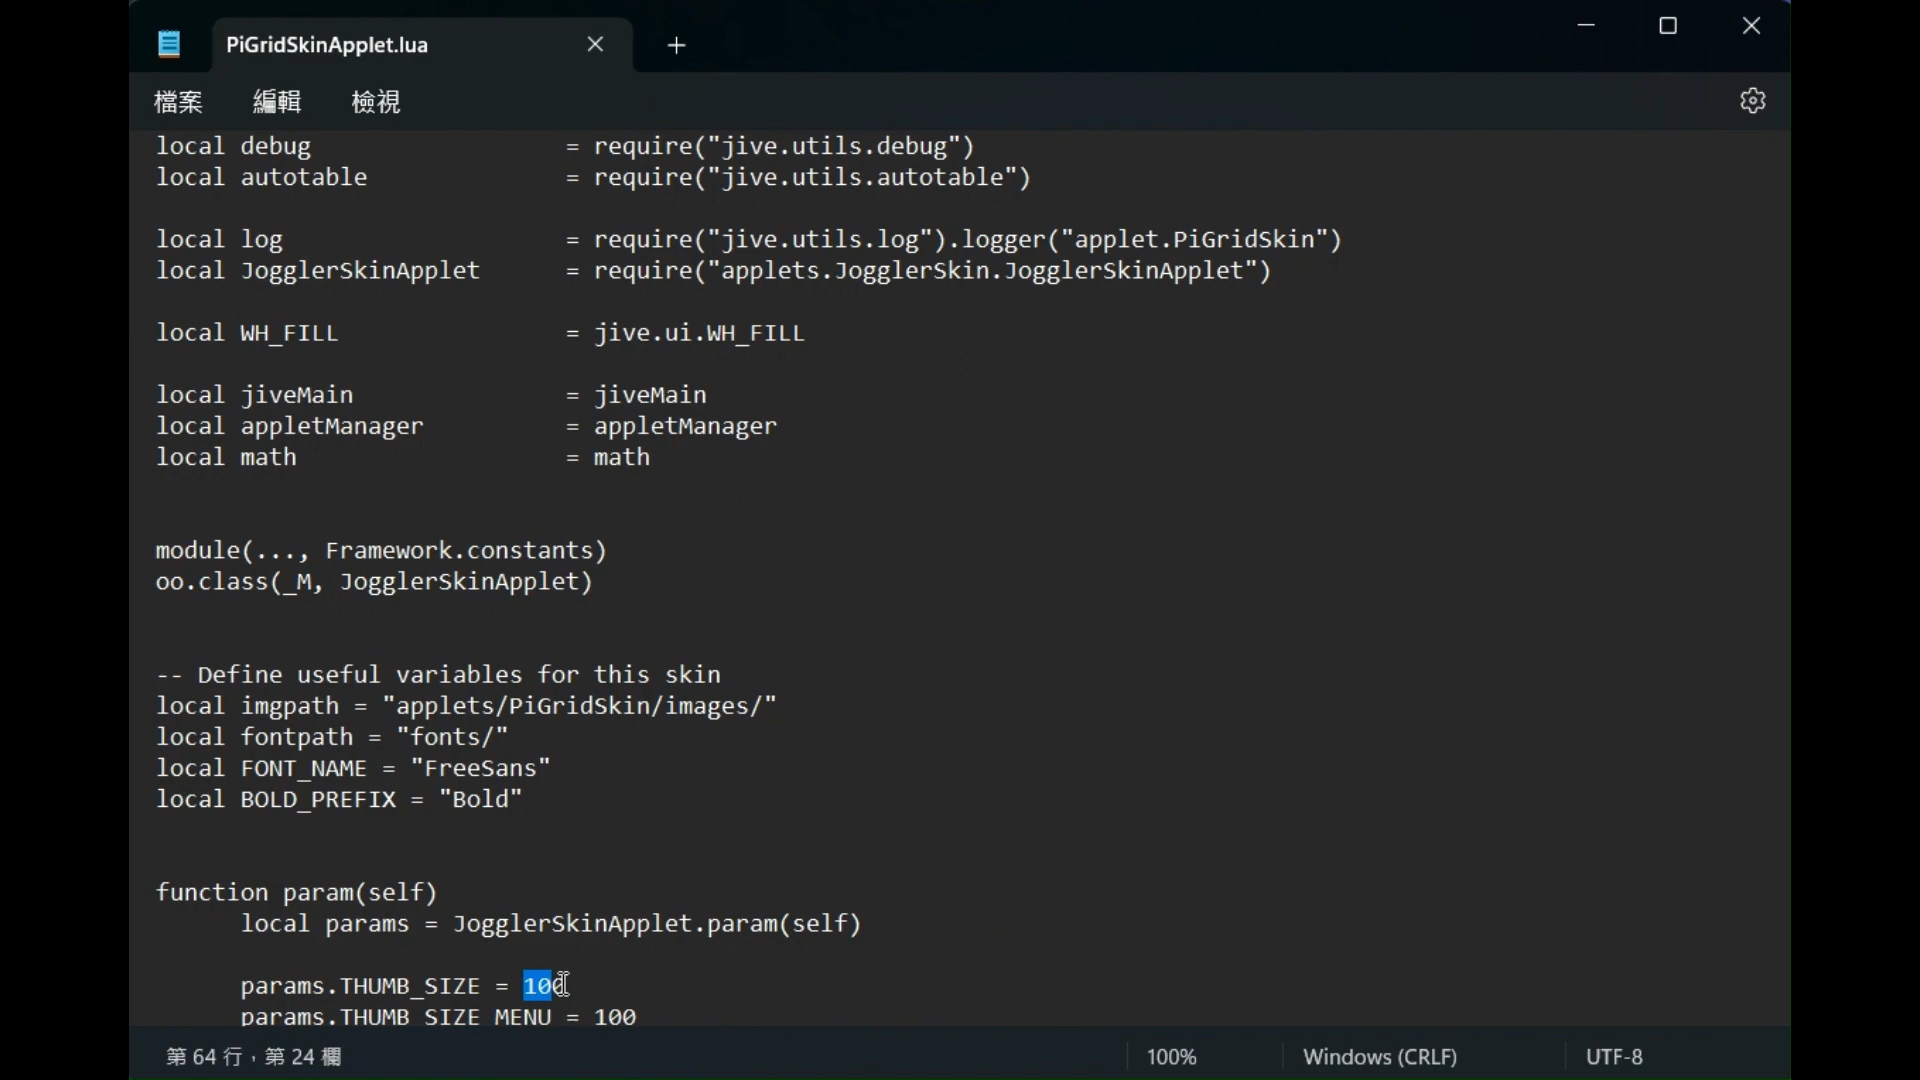 PiGridSkinApplet.lua
檔案 編輯 檢視
local debug = require("jive.utils.debug")
local autotable = require("jive.utils.autotable")
local log = require("jive.utils.log").logger("applet.PiGridSkin")
local JogglerSkinApplet = require("applets.JogglerSkin.JogglerSkinApplet")
local WH_FILL = jive.ui.WH_FILL
local jiveMain = jiveMain
local appletManager = appletManager
local math = math
module(..., Framework.constants)
oo.class(_M, JogglerSkinApplet)
-- Define useful variables for this skin
local imgpath = "applets/PiGridSkin/images/"
local fontpath = "fonts/"
local FONT_NAME = "FreeSans"
local BOLD_PREFIX = "Bold"
function param(self)
local params = JogglerSkinApplet.param(self)
params.THUMB_SIZE = 100
params.THUMB_SIZE_MENU = 100
第 64 行，第 24 欄 100% Windows (CRLF) UTF-8